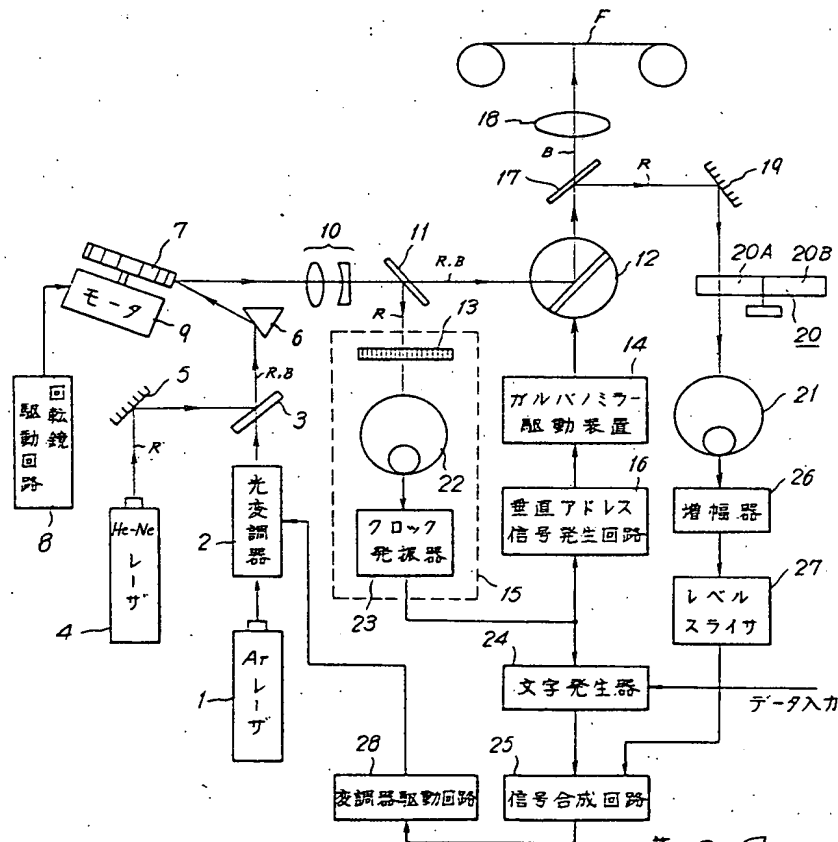 F
18
B
17
R
19
7
10
11
R.B
12
20A
20B
20
モータ
9
6
R
13
5
R.B
3
14
ガルバノミラー
駆動装置
21
回転鏡
駆動回路
8
R
2
光変調器
22
16
垂直アドレス
信号発生回路
26
増幅器
He-Ne
レーザ
4
クロック
発振器
23
15
27
レベル
スライサ
Ar
レーザ
1
24
文字発生器
データ入力
28
変調器駆動回路
25
信号合成回路